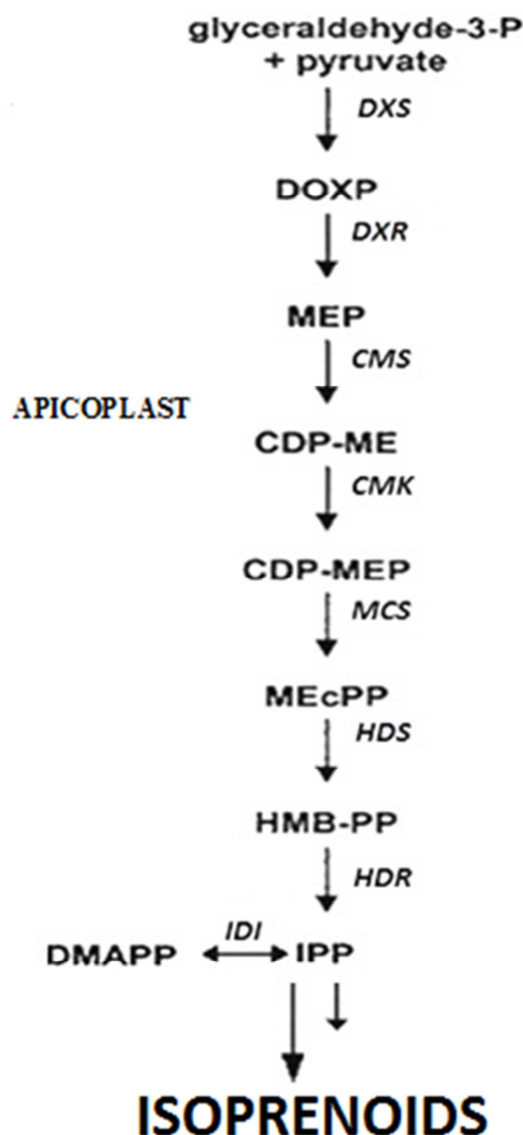 glyceraldehyde-3-P
+ pyruvate
DXS
DOXP
DXR
MEP
CMS
APICOPLAST
CDP-ME
CMK
CDP-MEP
MCS
MEcPP
HDS
HMB-PP
HDR
IDI
DMAPP IPP
ISOPRENOIDS